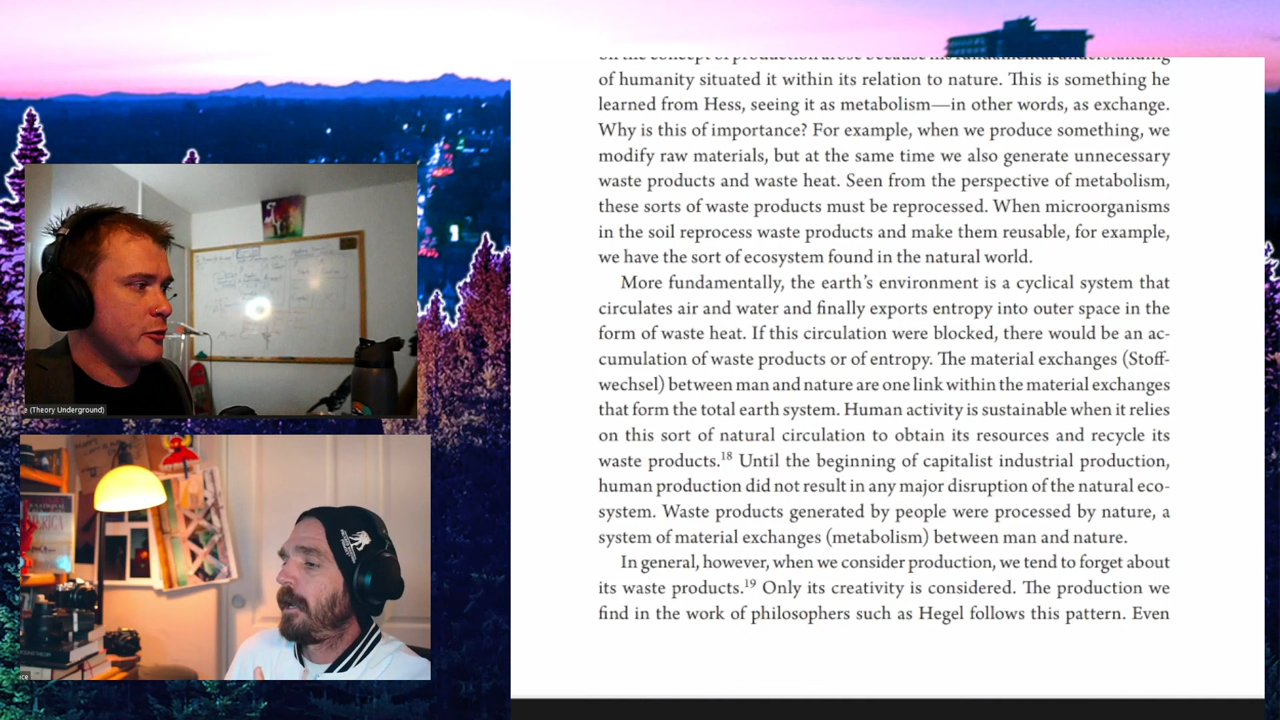 on the concept of production arose because his fundamental understanding
of humanity situated it within its relation to nature. This is something he
learned from Hess, seeing it as metabolism—in other words, as exchange.
Why is this of importance? For example, when we produce something, we
modify raw materials, but at the same time we also generate unnecessary
waste products and waste heat. Seen from the perspective of metabolism,
these sorts of waste products must be reprocessed. When microorganisms
in the soil reprocess waste products and make them reusable, for example,
we have the sort of ecosystem found in the natural world.
More fundamentally, the earth's environment is a cyclical system that
circulates air and water and finally exports entropy into outer space in the
form of waste heat. If this circulation were blocked, there would be an ac-
cumulation of waste products or of entropy. The material exchanges (Stoff-
wechsel) between man and nature are one link within the material exchanges
that form the total earth system. Human activity is sustainable when it relies
on this sort of natural circulation to obtain its resources and recycle its
waste products.18 Until the beginning of capitalist industrial production,
human production did not result in any major disruption of the natural eco-
system. Waste products generated by people were processed by nature, a
system of material exchanges (metabolism) between man and nature.
In general, however, when we consider production, we tend to forget about
its waste products.19 Only its creativity is considered. The production we
find in the work of philosophers such as Hegel follows this pattern. Even
e (Theory Underground)